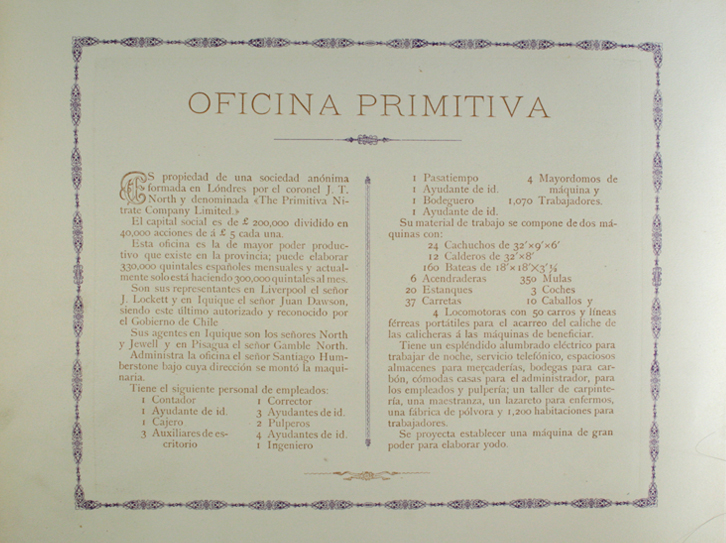 OFICINA PRIMITIVA
ES propiedad de una sociedad anónima
formada en Lóndres por el coronel J. T.
North y denominada «The Primitiva Ni-
trate Company Limited.»
El capital social es de £ 200,000 dividido en
40,000 acciones de á £ 5 cada una.
Esta oficina es la de mayor poder produc-
tivo que existe en la provincia; puede elaborar
330,000 quintales españoles mensuales y actual-
mente solo está haciendo 300,000 quintales al mes.
Son sus representantes en Liverpool el señor
J. Lockett y en Iquique el señor Juan Dawson,
siendo este último autorizado y reconocido por
el Gobierno de Chile
Sus agentes en Iquique son los señores North
y Jewell y en Pisagua el señor Gamble North.
Administra la oficina el señor Santiago Hum-
berstone bajo cuya dirección se montó la maqui-
naria.
Tiene el siguiente personal de empleados:
1 Contador 1 Corrector
1 Ayudante de id. 3 Ayudantes de id.
1 Cajero 2 Pulperos
3 Auxiliares de es- 4 Ayudantes de id.
critorio 1 Ingeniero
1 Pasatiempo 4 Mayordomos de
1 Ayudante de id. máquina y
1 Bodeguero 1,070 Trabajadores.
1 Ayudante de id.
Su material de trabajo se compone de dos má-
quinas con:
24 Cachuchos de 32'×9'×6'
12 Calderos de 32'×8'
160 Bateas de 18'×18'×3'½
6 Acendraderas 350 Mulas
20 Estanques 3 Coches
37 Carretas 10 Caballos y
4 Locomotoras con 50 carros y líneas
férreas portátiles para el acarreo del caliche de
las calicheras á las máquinas de beneficiar.
Tiene un espléndido alumbrado eléctrico para
trabajar de noche, servicio telefónico, espaciosos
almacenes para mercaderías, bodegas para car-
bón, cómodas casas para el administrador, para
los empleados y pulpería; un taller de carpinte-
ría, una maestranza, un lazareto para enfermos,
una fábrica de pólvora y 1,200 habitaciones para
trabajadores.
Se proyecta establecer una máquina de gran
poder para elaborar yodo.